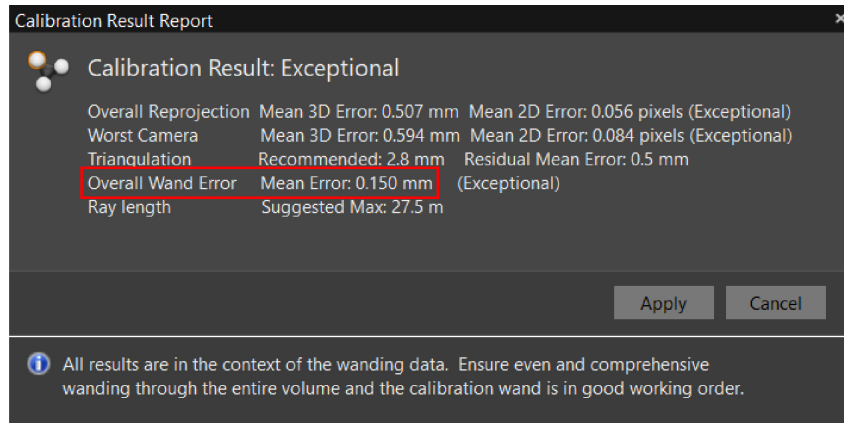 Calibration Result Report
Calibration Result: Exceptional
Overall Reprojection Mean 3D Error: 0.507 mm Mean 2D Error: 0.056 pixels (Exceptional)
Worst Camera Mean 3D Error: 0.594 mm Mean 2D Error: 0.084 pixels (Exceptional)
Triangulation Recommended: 2.8 mm Residual Mean Error: 0.5 mm
Overall Wand Error Mean Error: 0.150 mm (Exceptional)
Ray length Suggested Max: 27.5 m
Apply Cancel
All results are in the context of the wanding data. Ensure even and comprehensive
wanding through the entire volume and the calibration wand is in good working order.